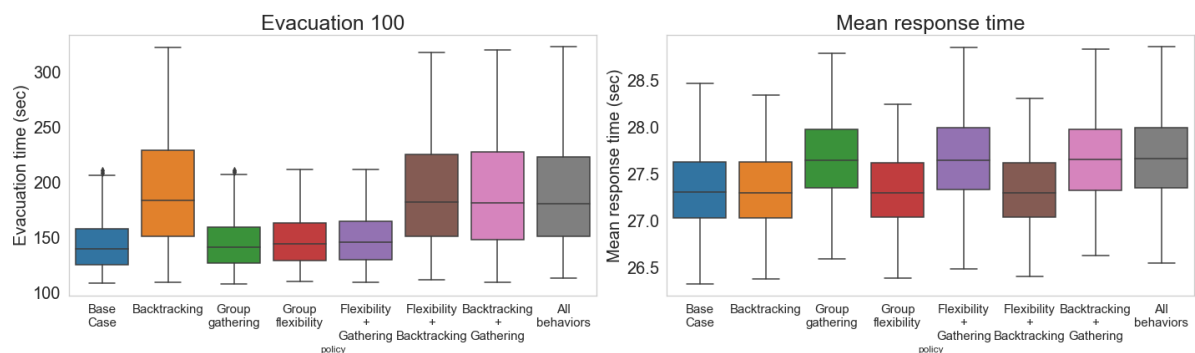 Evacuation 100
Evacuation time (sec)
300
250
200
150
100
Base
Case
Backtracking
Group
gathering
Group
flexibility
Flexibility
+
Gathering
Flexibility
+
Backtracking
Backtracking
+
Gathering
All
behaviors
policy
Mean response time
Mean response time (sec)
28.5
28.0
27.5
27.0
26.5
Base
Case
Backtracking
Group
gathering
Group
flexibility
Flexibility
+
Gathering
Flexibility
+
Backtracking
Backtracking
+
Gathering
All
behaviors
policy